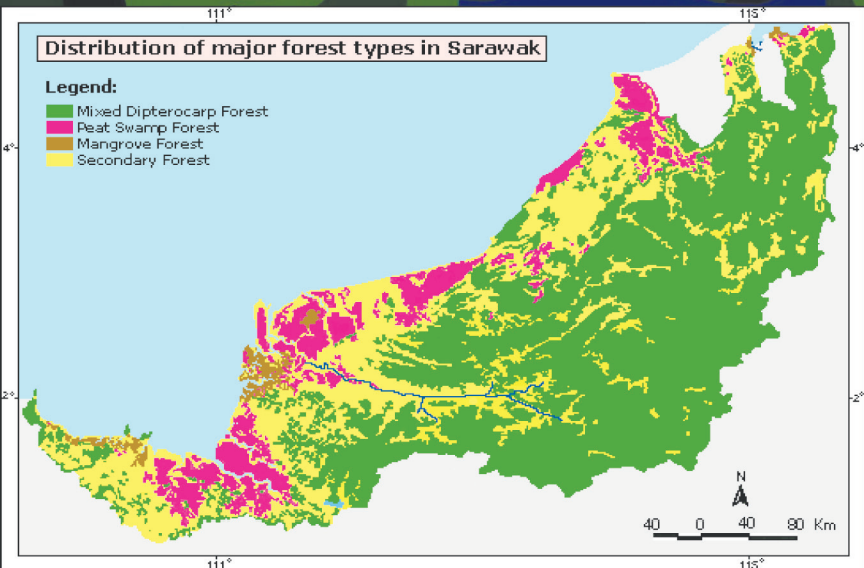 111°
115°
Distribution of major forest types in Sarawak
Legend:
Mixed Dipterocarp Forest
Peat Swamp Forest
Mangrove Forest
Secondary Forest
4°
4°
2°
2°
N
40 0 40 80 Km
111°
115°